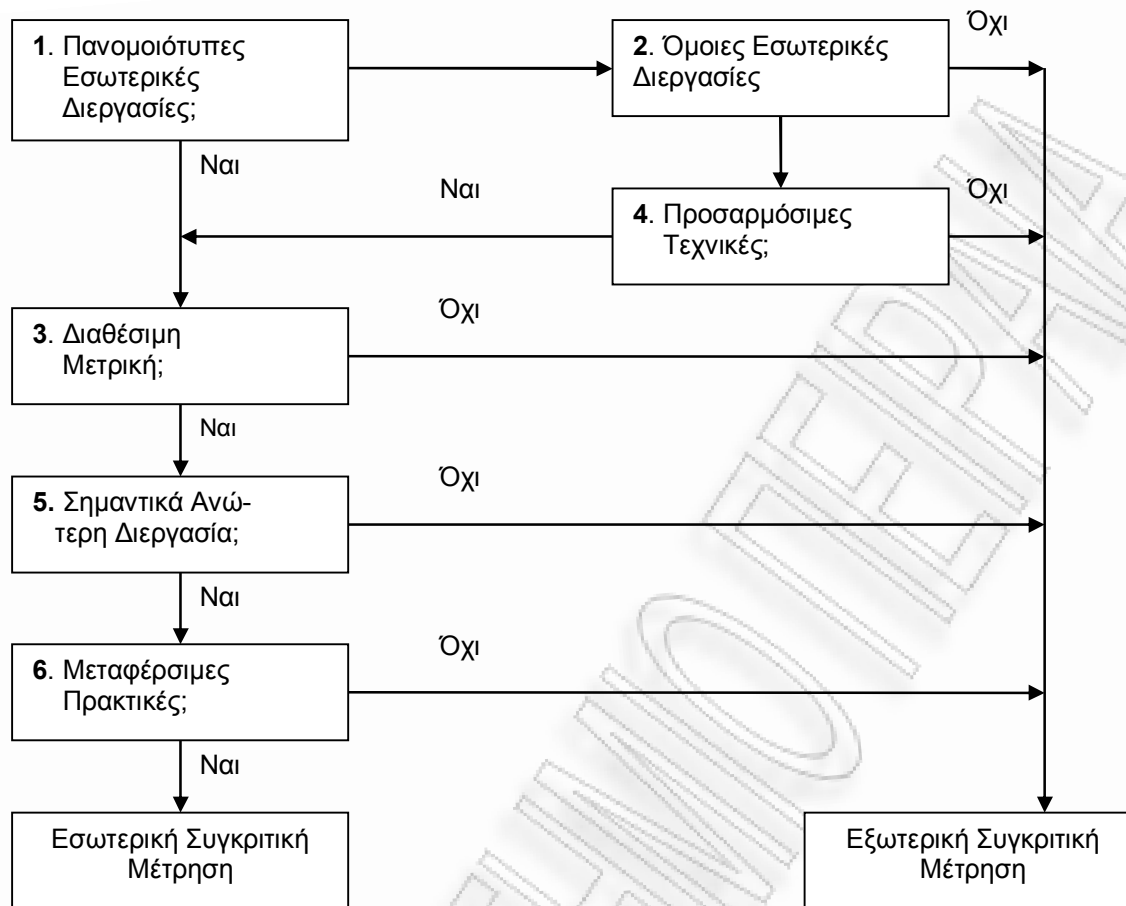 Όχι
1. Πανομοιότυπες
Εσωτερικές
Διεργασίες;
2. Όμοιες Εσωτερικές
Διεργασίες
Ναι
Ναι
Όχι
4. Προσαρμόσιμες
Τεχνικές;
Όχι
3. Διαθέσιμη
Μετρική;
Ναι
Όχι
5. Σημαντικά Ανώ-
τερη Διεργασία;
Ναι
Όχι
6. Μεταφέρσιμες
Πρακτικές;
Ναι
Εσωτερική Συγκριτική
Μέτρηση
Εξωτερική Συγκριτική
Μέτρηση